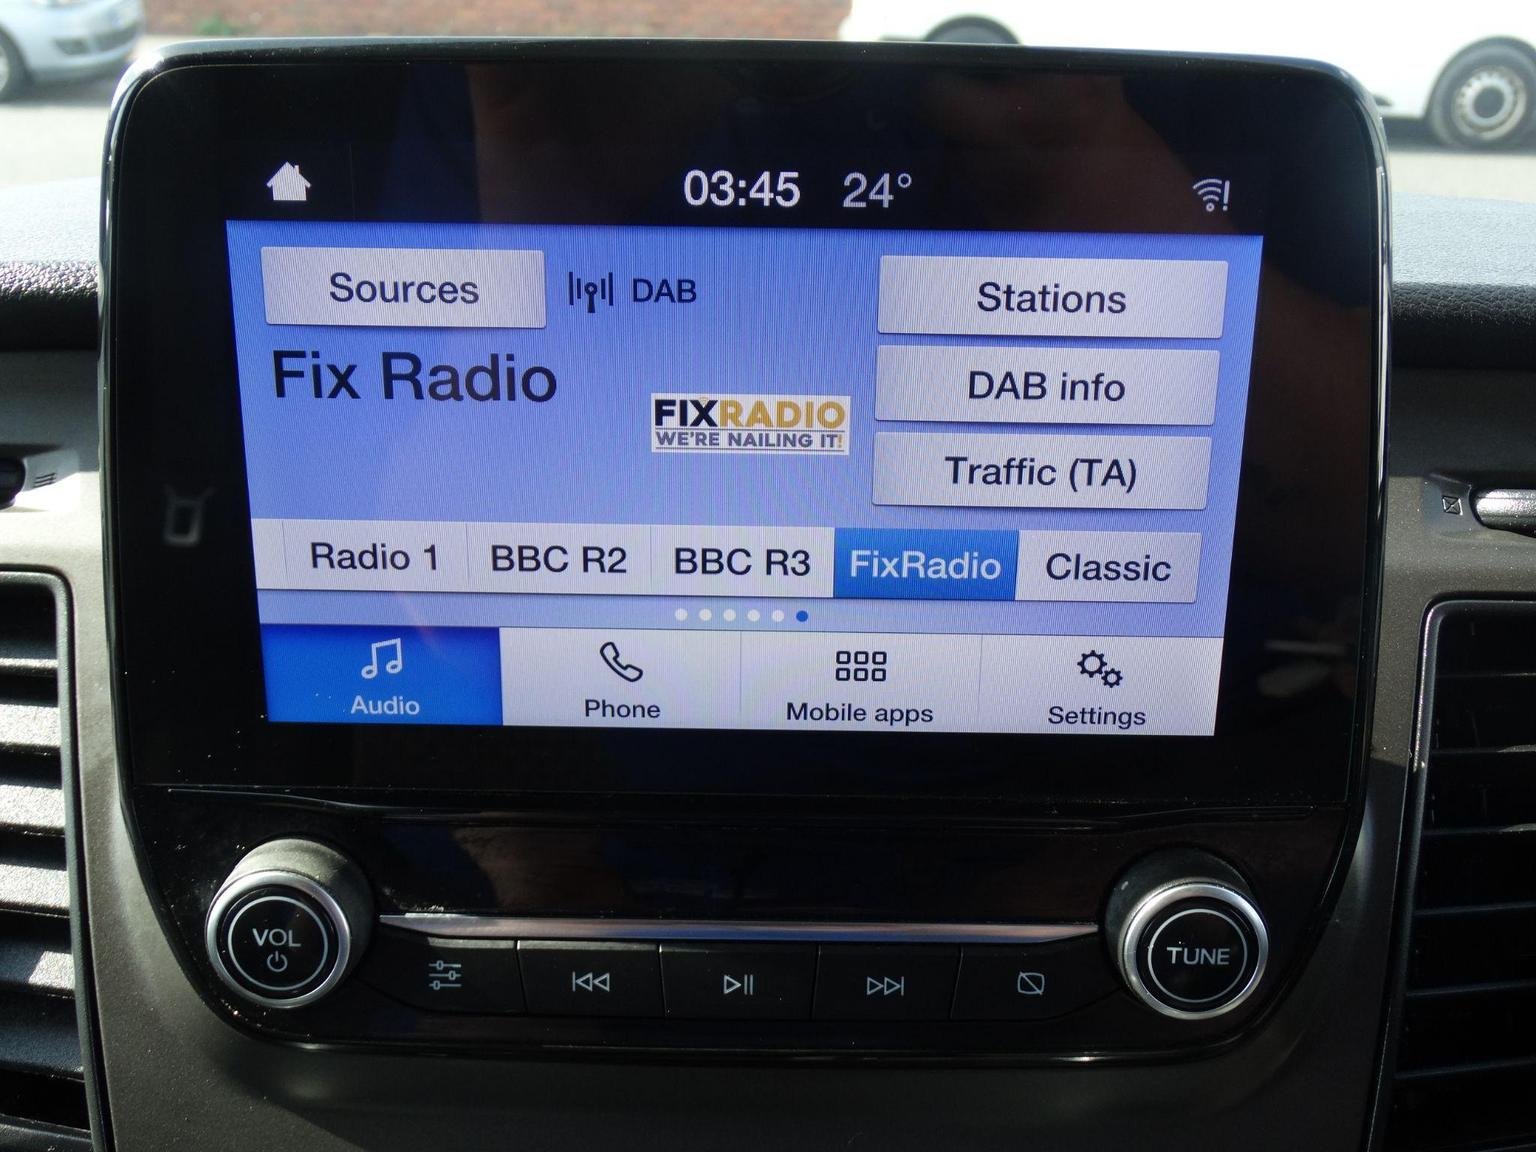 03:45 24°
Sources
DAB
Stations
Fix Radio
FIXRADIO
WE'RE NAILING IT!
DAB info
Traffic (TA)
Radio 1
BBC R2
BBC R3
FixRadio
Classic
Audio
Phone
Mobile apps
Settings
VOL
TUNE